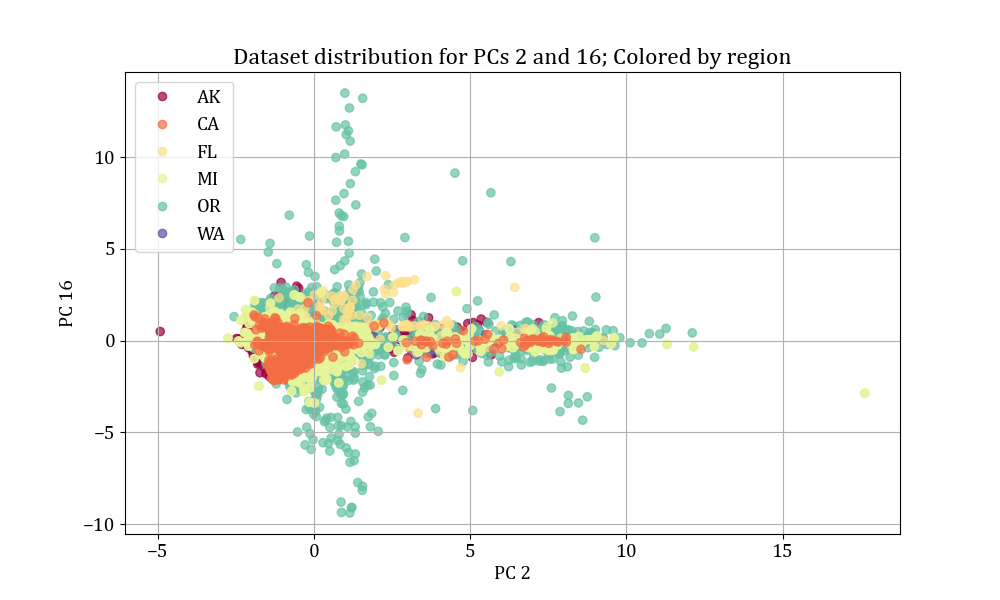 Dataset distribution for PCs 2 and 16; Colored by region
AK
CA
FL
MI
OR
WA
10
5
0
−5
−10
PC 16
−5
0
5
10
15
PC 2